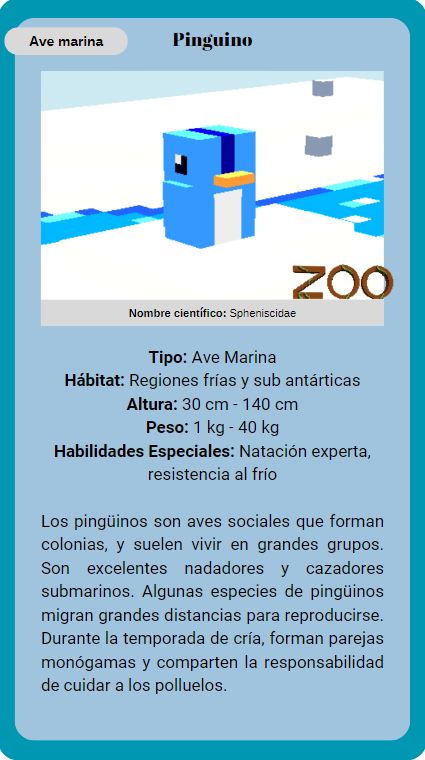 Ave marina
Pinguino
ZOO
Nombre científico: Spheniscidae
Tipo: Ave Marina
Hábitat: Regiones frías y sub antárticas
Altura: 30 cm - 140 cm
Peso: 1 kg - 40 kg
Habilidades Especiales: Natación experta,
resistencia al frío
Los pingüinos son aves sociales que forman
colonias, y suelen vivir en grandes grupos.
Son excelentes nadadores y cazadores
submarinos. Algunas especies de pingüinos
migran grandes distancias para reproducirse.
Durante la temporada de cría, forman parejas
monógamas y comparten la responsabilidad
de cuidar a los polluelos.